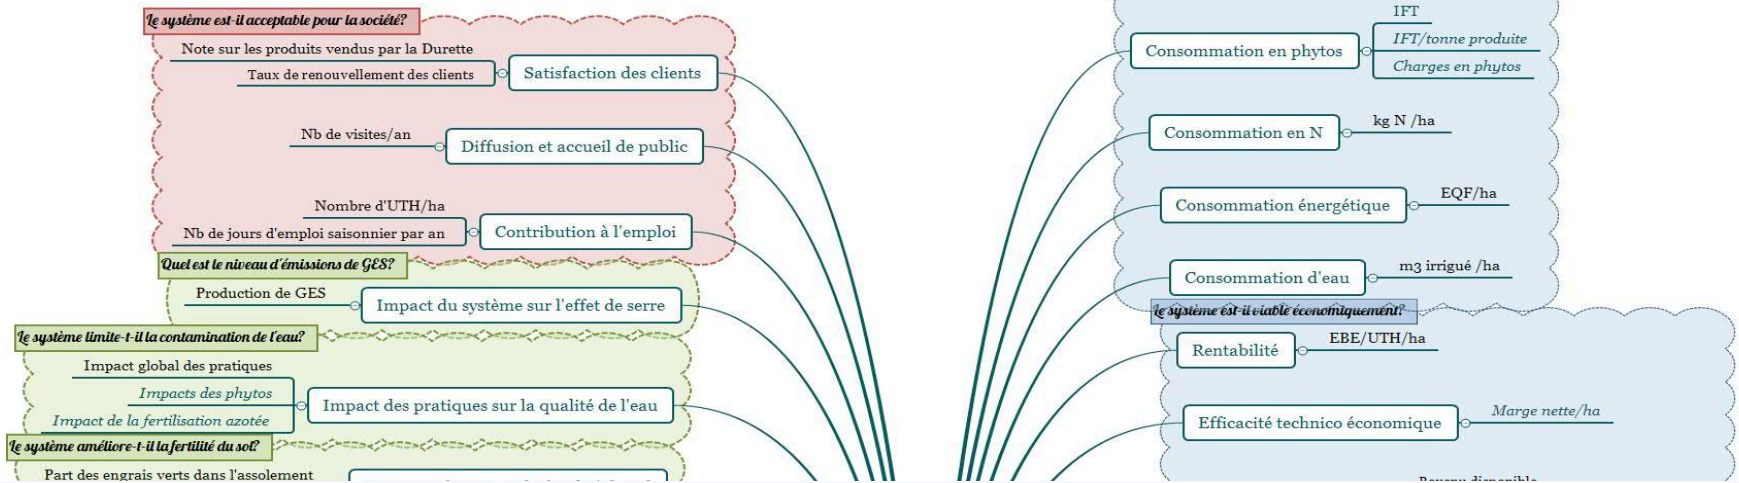 Le système est-il acceptable pour la société?
Note sur les produits vendus par la Durette
Taux de renouvellement des clients
Satisfaction des clients
Nb de visites/an
Diffusion et accueil de public
Nombre d'UTH/ha
Nb de jours d'emploi saisonnier par an
Contribution à l'emploi
Quel est le niveau d'émissions de GES?
Production de GES
Impact du système sur l'effet de serre
Le système limite-t-il la contamination de l'eau?
Impact global des pratiques
Impacts des phytos
Impact de la fertilisation azotée
Impact des pratiques sur la qualité de l'eau
Le système améliore-t-il la fertilité du sol?
Part des engrais verts dans l'assolement
Consommation en phytos
IFT
IFT/tonne produite
Charges en phytos
Consommation en N
kg N /ha
Consommation énergétique
EQF/ha
Consommation d'eau
m3 irrigué /ha
Le système est-il viable économiquement?
Rentabilité
EBE/UTH/ha
Efficacité technico économique
Marge nette/ha